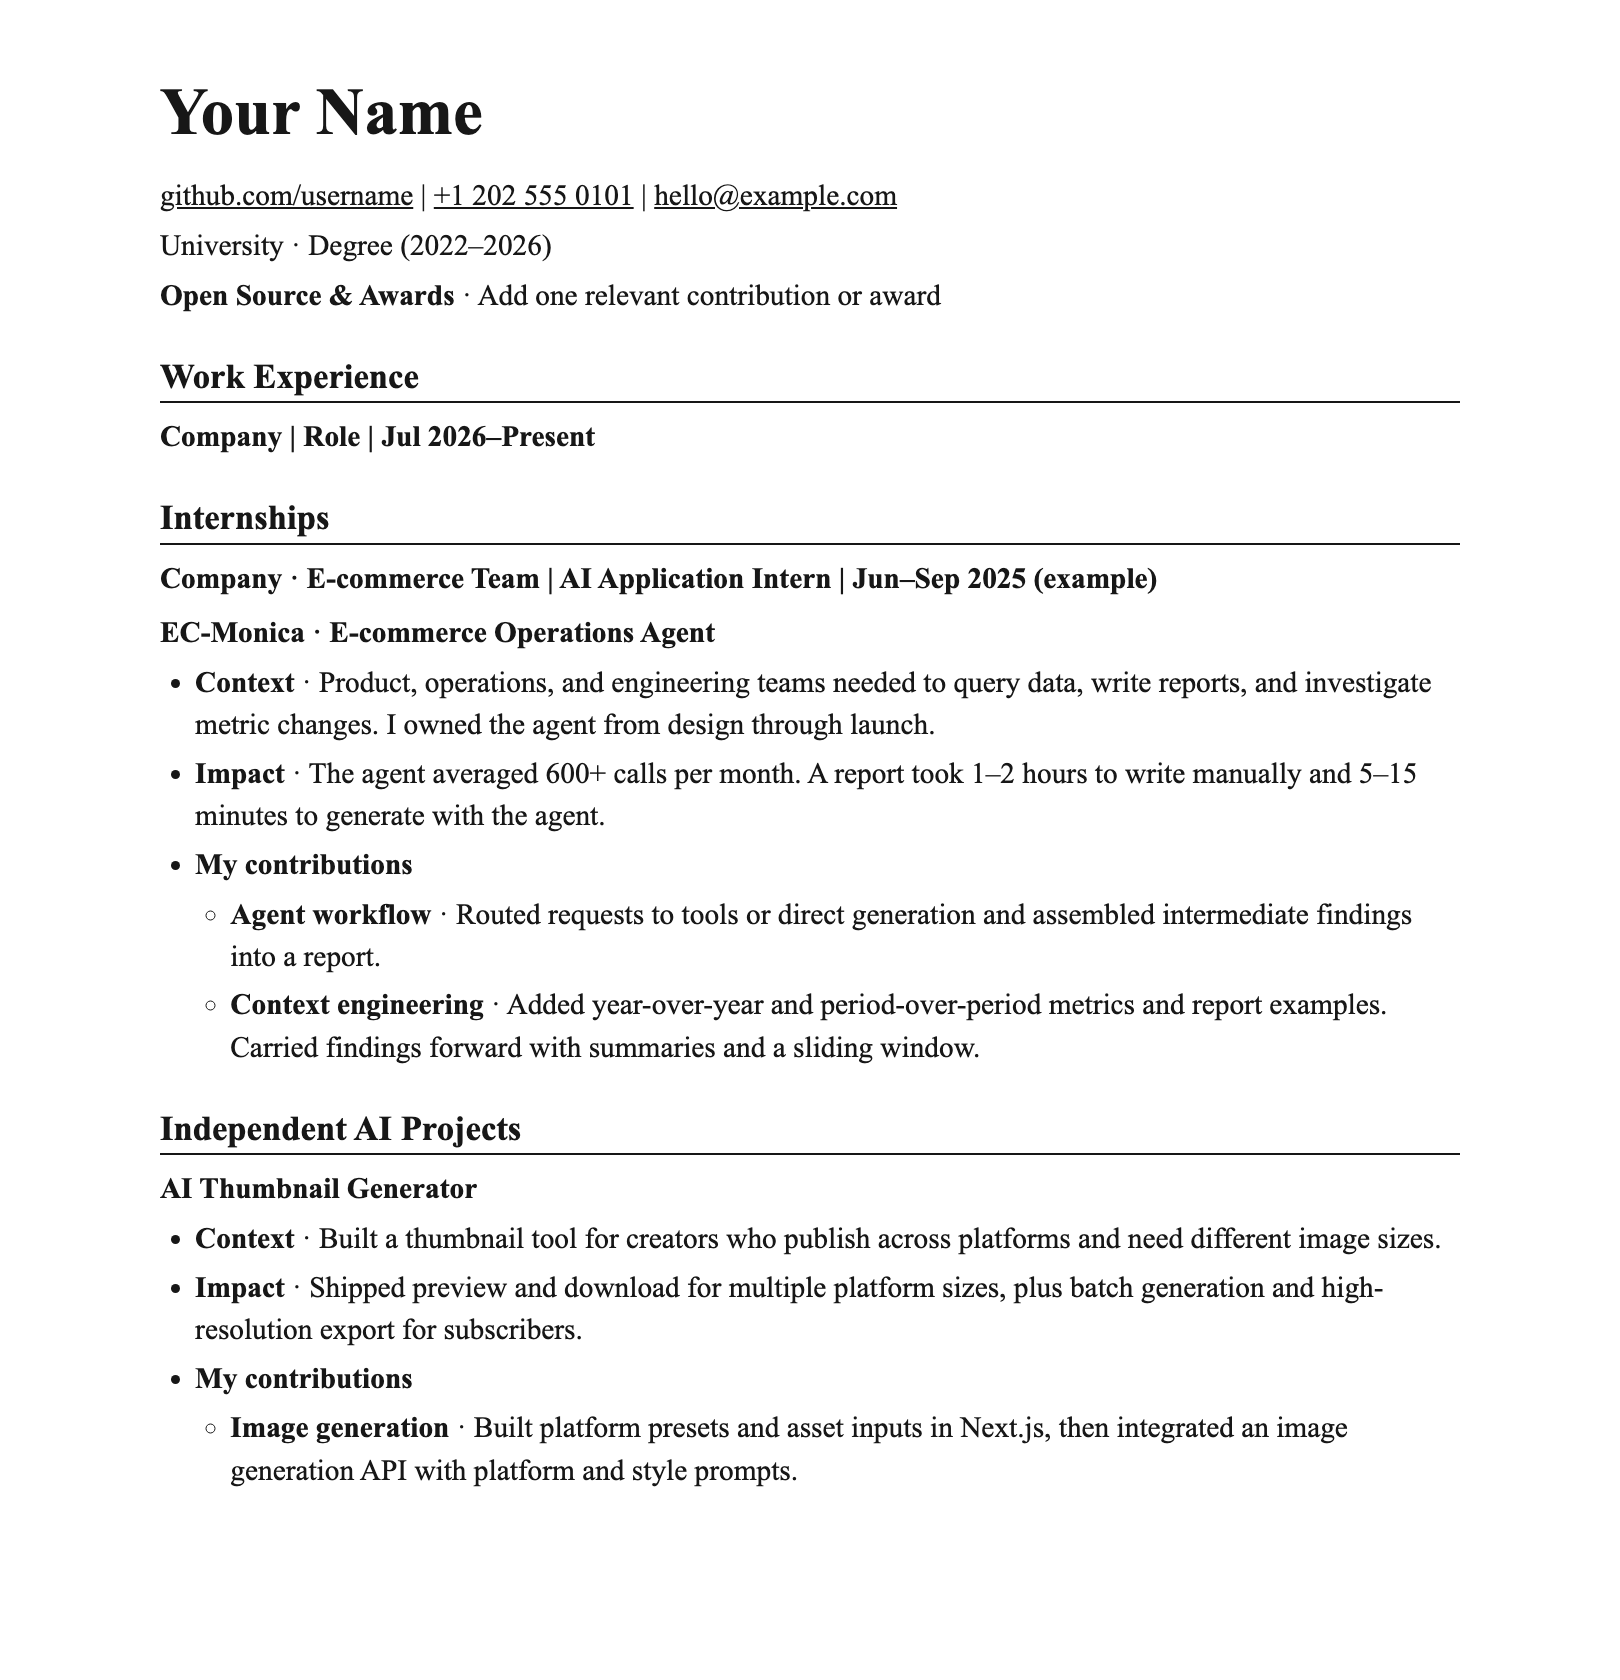 Your Name
github.com/username | +1 202 555 0101 | hello@example.com
University · Degree (2022–2026)
Open Source & Awards · Add one relevant contribution or award
Work Experience
Company | Role | Jul 2026–Present
Internships
Company · E-commerce Team | AI Application Intern | Jun–Sep 2025 (example)
EC-Monica · E-commerce Operations Agent
• Context · Product, operations, and engineering teams needed to query data, write reports, and investigate
metric changes. I owned the agent from design through launch.
• Impact · The agent averaged 600+ calls per month. A report took 1–2 hours to write manually and 5–15
minutes to generate with the agent.
• My contributions
◦ Agent workflow · Routed requests to tools or direct generation and assembled intermediate findings
into a report.
◦ Context engineering · Added year-over-year and period-over-period metrics and report examples.
Carried findings forward with summaries and a sliding window.
Independent AI Projects
AI Thumbnail Generator
• Context · Built a thumbnail tool for creators who publish across platforms and need different image sizes.
• Impact · Shipped preview and download for multiple platform sizes, plus batch generation and high-
resolution export for subscribers.
• My contributions
◦ Image generation · Built platform presets and asset inputs in Next.js, then integrated an image
generation API with platform and style prompts.